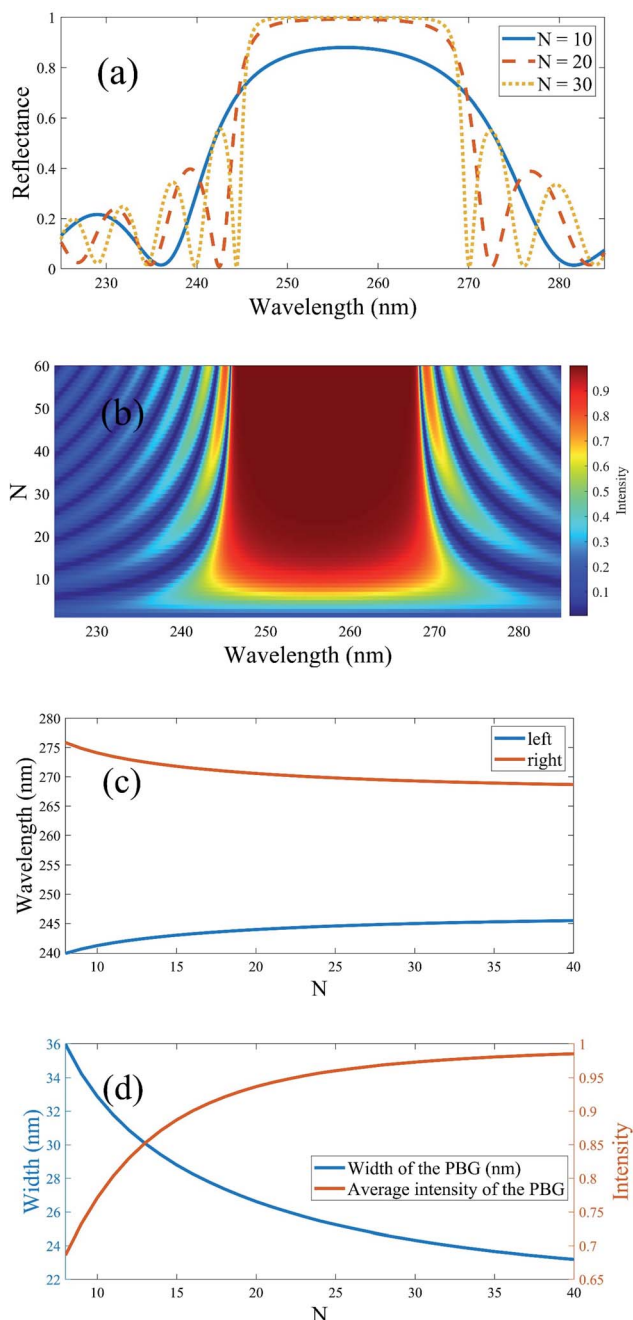 (a)
N = 10
N = 20
N = 30
Reflectance
1
0.8
0.6
0.4
0.2
0
230 240 250 260 270 280
Wavelength (nm)
(b)
N
60
50
40
30
20
10
230 240 250 260 270 280
Wavelength (nm)
0.9
0.8
0.7
0.6
0.5
0.4
0.3
0.2
0.1
Intensity
(c)
left
right
Wavelength (nm)
280
275
270
265
260
255
250
245
240
10 15 20 25 30 35 40
N
(d)
Width of the PBG (nm)
Average intensity of the PBG
Width (nm)
36
34
32
30
28
26
24
22
10 15 20 25 30 35 40
N
1
0.95
0.9
0.85
0.8
0.75
0.7
0.65
Intensity